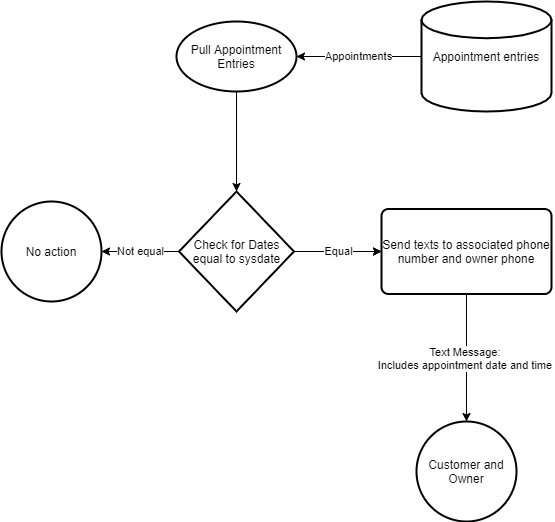 Pull Appointment
Entries
Appointments
Appointment entries
No action
Not equal
Check for Dates
equal to sysdate
Equal
Send texts to associated phone
number and owner phone
Text Message:
Includes appointment date and time
Customer and
Owner